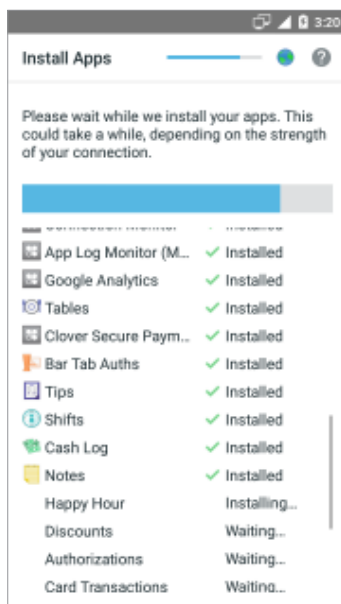 3:20
Install Apps
Please wait while we install your apps. This
could take a while, depending on the strength
of your connection.
Connection Monitor Installed
App Log Monitor (M... Installed
Google Analytics Installed
Tables Installed
Clover Secure Paym... Installed
Bar Tab Auths Installed
Tips Installed
Shifts Installed
Cash Log Installed
Notes Installed
Happy Hour Installing...
Discounts Waiting...
Authorizations Waiting...
Card Transactions Waiting...